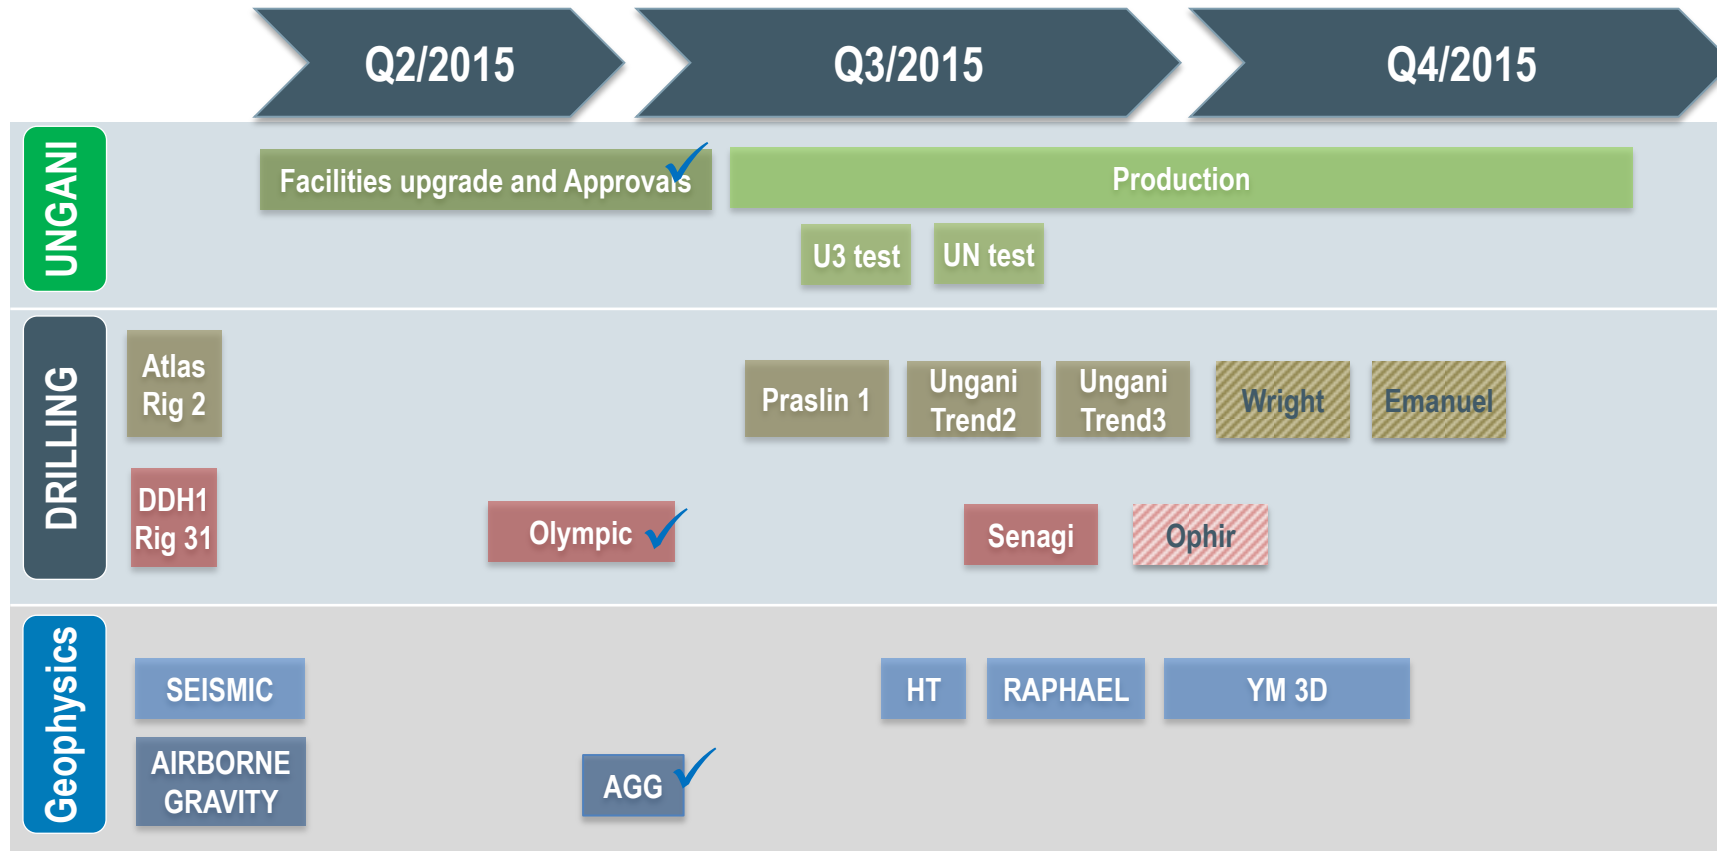 Q2/2015
Q3/2015
Q4/2015
UNGANI
Facilities upgrade and Approvals
Production
U3 test
UN test
DRILLING
Atlas
Rig 2
Praslin 1
Ungani
Trend2
Ungani
Trend3
Wright
Emanuel
DDH1
Rig 31
Olympic
Senagi
Ophir
Geophysics
SEISMIC
HT
RAPHAEL
YM 3D
AIRBORNE
GRAVITY
AGG